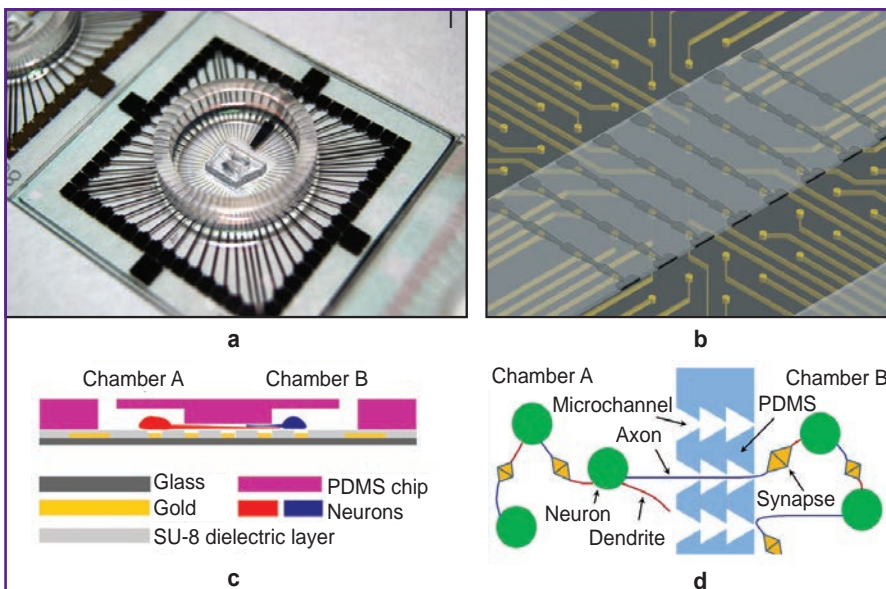 a
b
Chamber A
Chamber B
Glass
PDMS chip
Gold
Neurons
SU-8 dielectric layer
c
Chamber A
Chamber B
Microchannel
PDMS
Axon
Synapse
Neuron
Dendrite
d